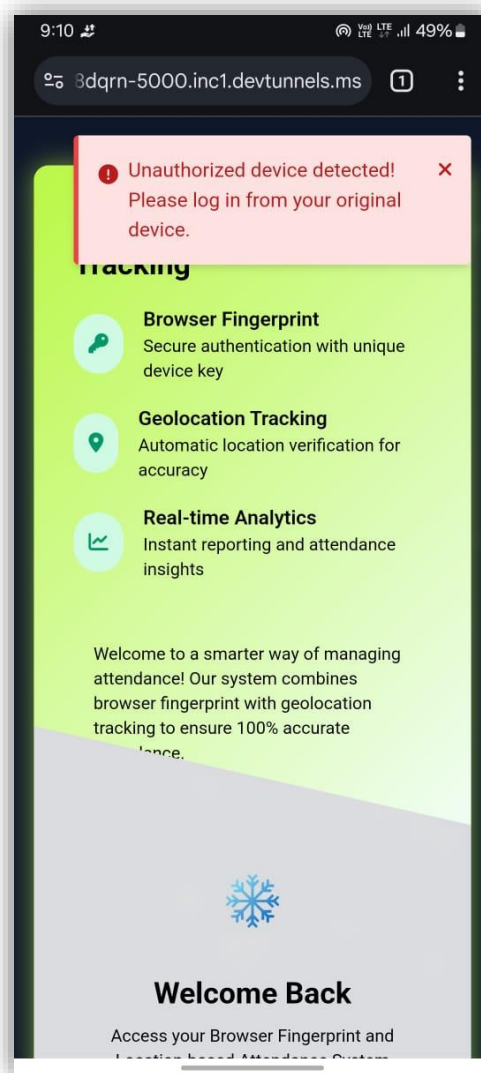 9:10
Vo) LTE
LTE
49%
8dqrn-5000.inc1.devtunnels.ms
1
Unauthorized device detected!
Please log in from your original
device.
Tracking
Browser Fingerprint
Secure authentication with unique
device key
Geolocation Tracking
Automatic location verification for
accuracy
Real-time Analytics
Instant reporting and attendance
insights
Welcome to a smarter way of managing
attendance! Our system combines
browser fingerprint with geolocation
tracking to ensure 100% accurate
Welcome Back
Access your Browser Fingerprint and